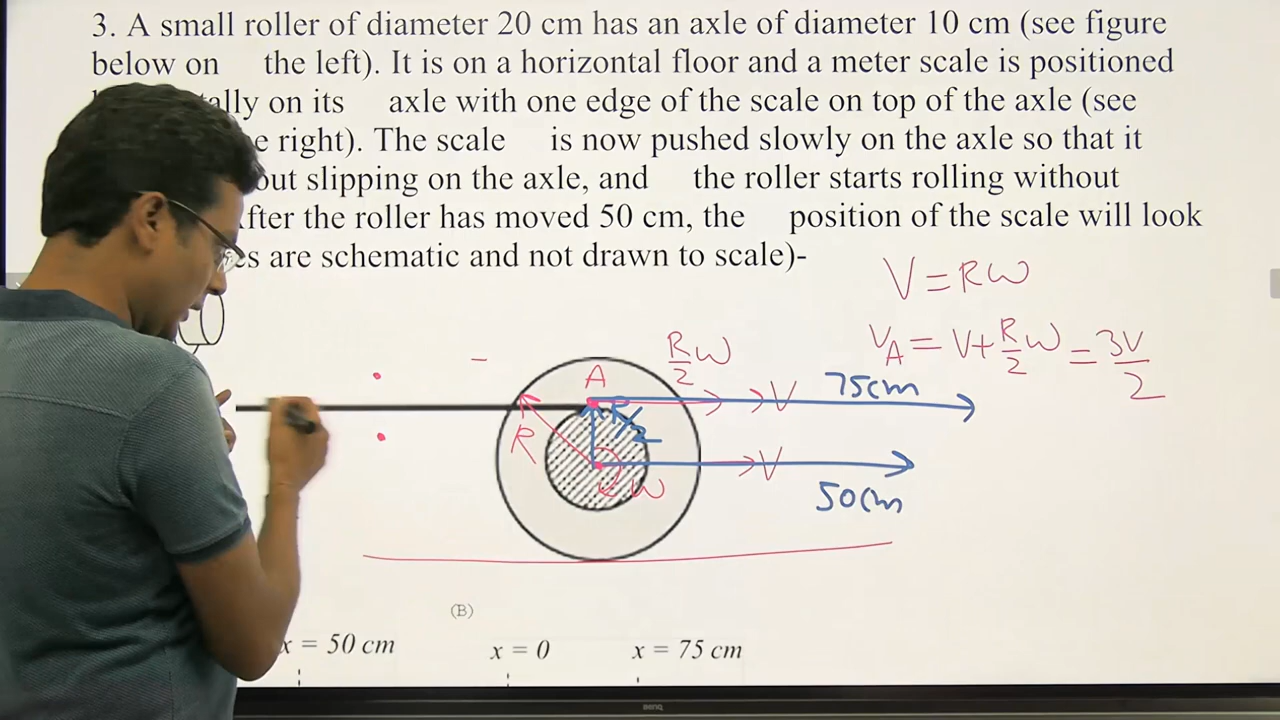 3. A small roller of diameter 20 cm has an axle of diameter 10 cm (see figure
below on the left). It is on a horizontal floor and a meter scale is positioned
on its axle with one edge of the scale on top of the axle (see
right). The scale is now pushed slowly on the axle so that it
slipping on the axle, and the roller starts rolling without
the roller has moved 50 cm, the position of the scale will look
are schematic and not drawn to scale)-
V = Rω
V_A = V + R/2 ω = 3V/2
R/2 ω
A
V
75cm
R/2
R
V
ω
50cm
(B)
x = 50 cm
x = 0
x = 75 cm
BenQ